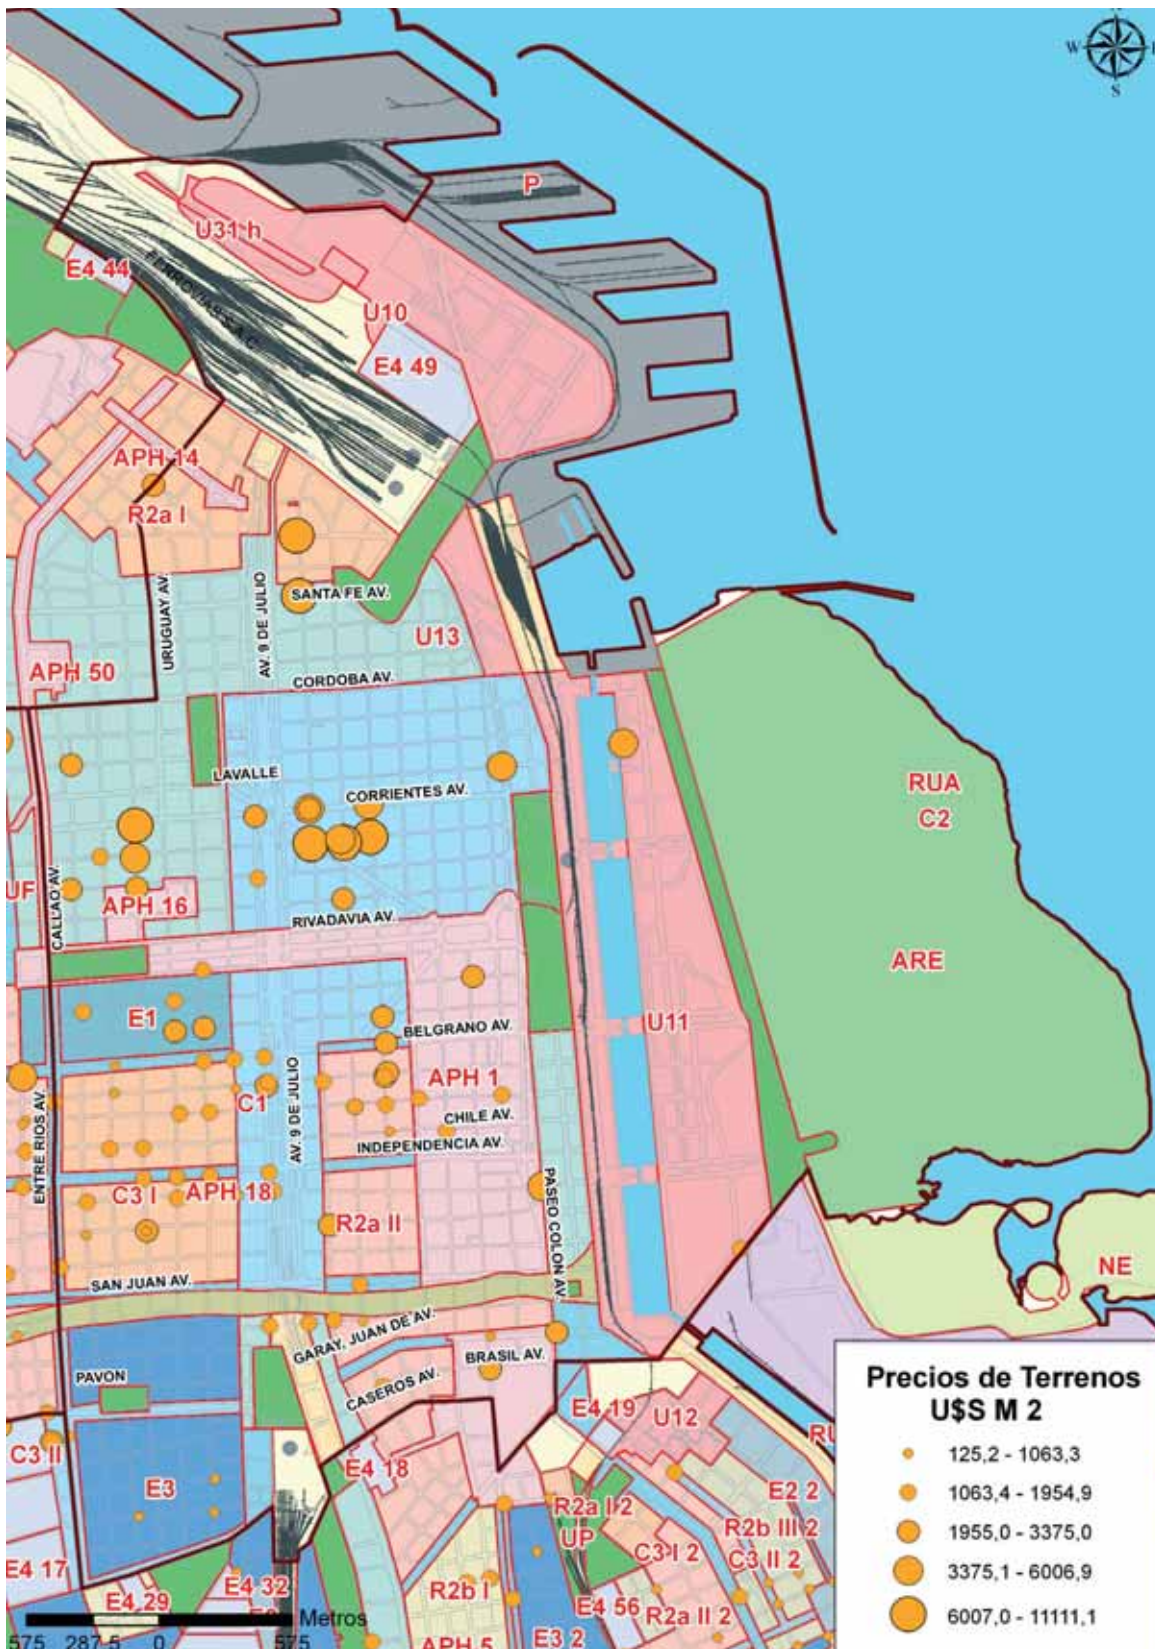 W
S
P
U31 h
E4 44
FERROVIAS S.A.C
U10
E4 49
APH 14
R2a I
SANTA FE AV.
URUGUAY AV.
AV. 9 DE JULIO
U13
APH 50
CORDOBA AV.
LAVALLE
CORRIENTES AV.
RUA
C2
UF
CALLAO AV.
APH 16
RIVADAVIA AV.
ARE
E1
U11
BELGRANO AV.
APH 1
C1
AV. 9 DE JULIO
CHILE AV.
INDEPENDENCIA AV.
ENTRE RIOS AV.
C3 I
APH 18
R2a II
PASEO COLON AV.
SAN JUAN AV.
NE
GARAY, JUAN DE AV.
BRASIL AV.
PAVON
CASEROS AV.
E4 19
U12
C3 II
E4 18
E3
R2a I 2
UP
E2 2
R2b III 2
C3 I 2
C3 II 2
E4 17
E4 32
E4 29
R2b I
E4 56
R2a II 2
APH 5
E3 2
Metros
575 287,5 0 575
Precios de Terrenos
U$S M 2
125,2 - 1063,3
1063,4 - 1954,9
1955,0 - 3375,0
3375,1 - 6006,9
6007,0 - 11111,1